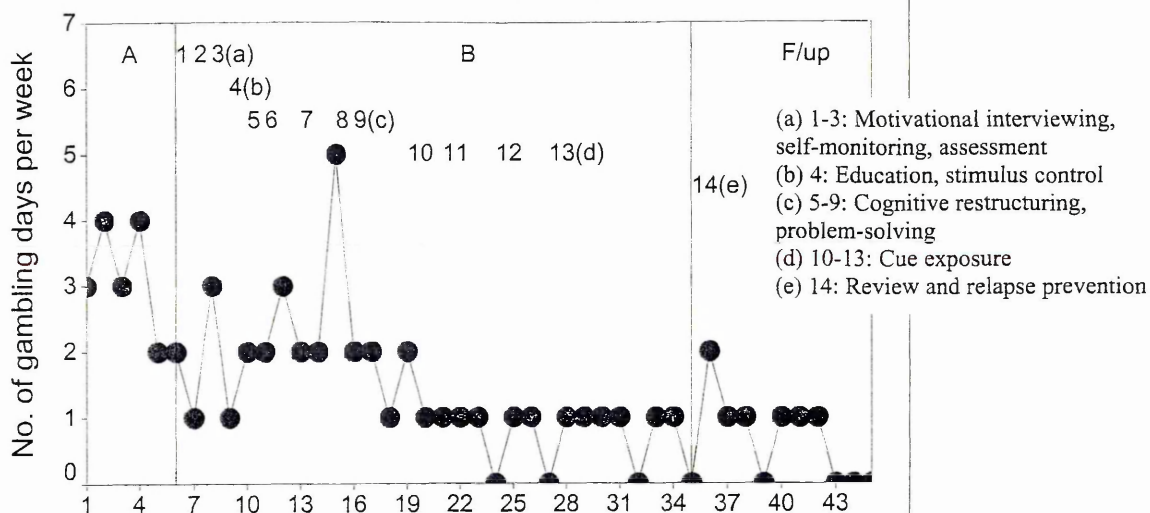 No. of gambling days per week
7
6
5
4
3
2
1
0
A
B
F/up
1 2 3(a)
4(b)
5 6 7 8 9(c)
10 11 12 13(d)
14(e)
(a) 1-3: Motivational interviewing,
self-monitoring, assessment
(b) 4: Education, stimulus control
(c) 5-9: Cognitive restructuring,
problem-solving
(d) 10-13: Cue exposure
(e) 14: Review and relapse prevention
1 4 7 10 13 16 19 22 25 28 31 34 37 40 43